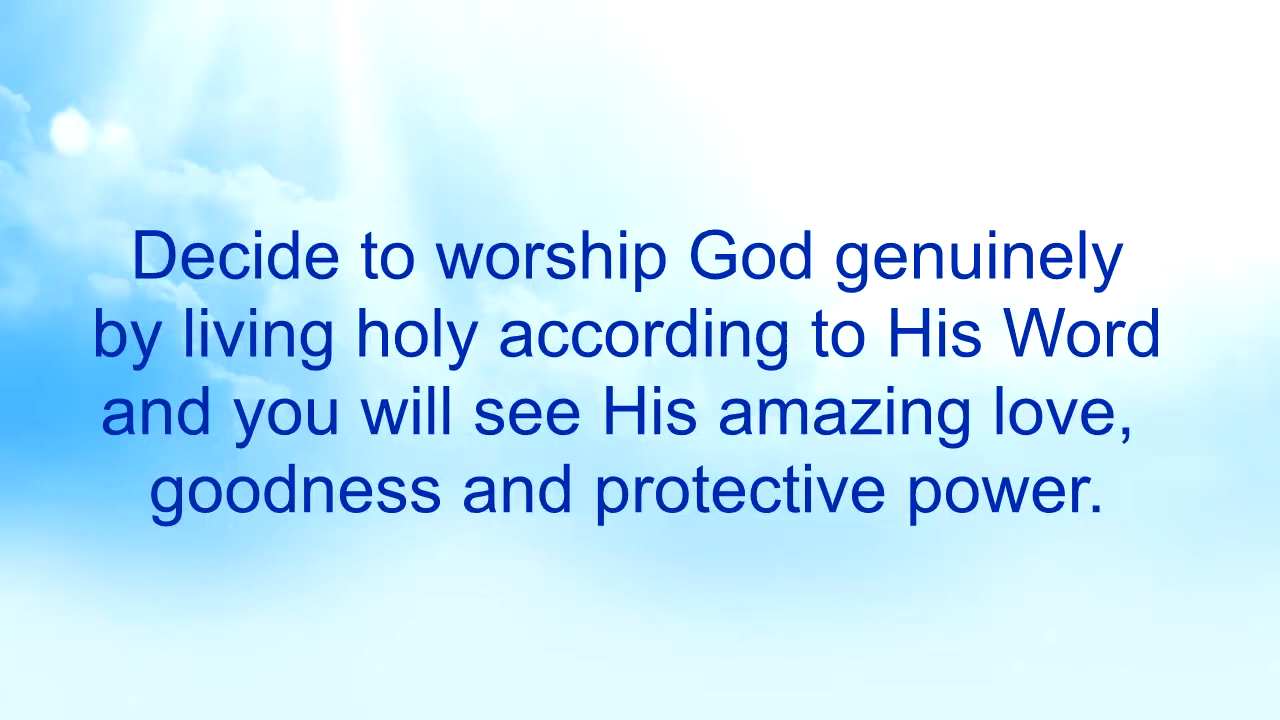 Decide to worship God genuinely
by living holy according to His Word
and you will see His amazing love,
goodness and protective power.